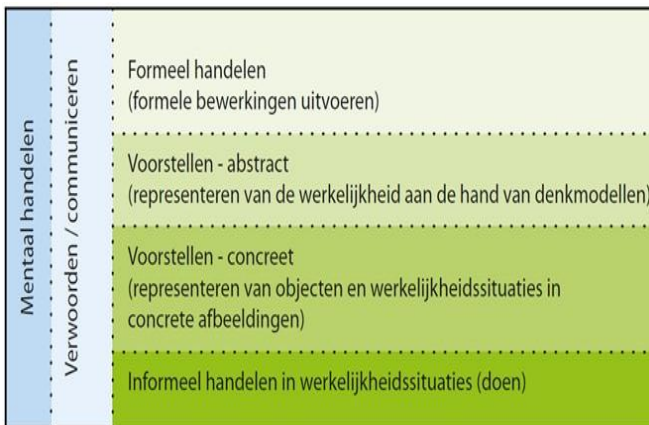 Mentaal handelen
Verwoorden / communiceren
Formeel handelen
(formele bewerkingen uitvoeren)
Voorstellen - abstract
(representeren van de werkelijkheid aan de hand van denkmodellen)
Voorstellen - concreet
(representeren van objecten en werkelijkheidssituaties in
concrete afbeeldingen)
Informeel handelen in werkelijkheidssituaties (doen)